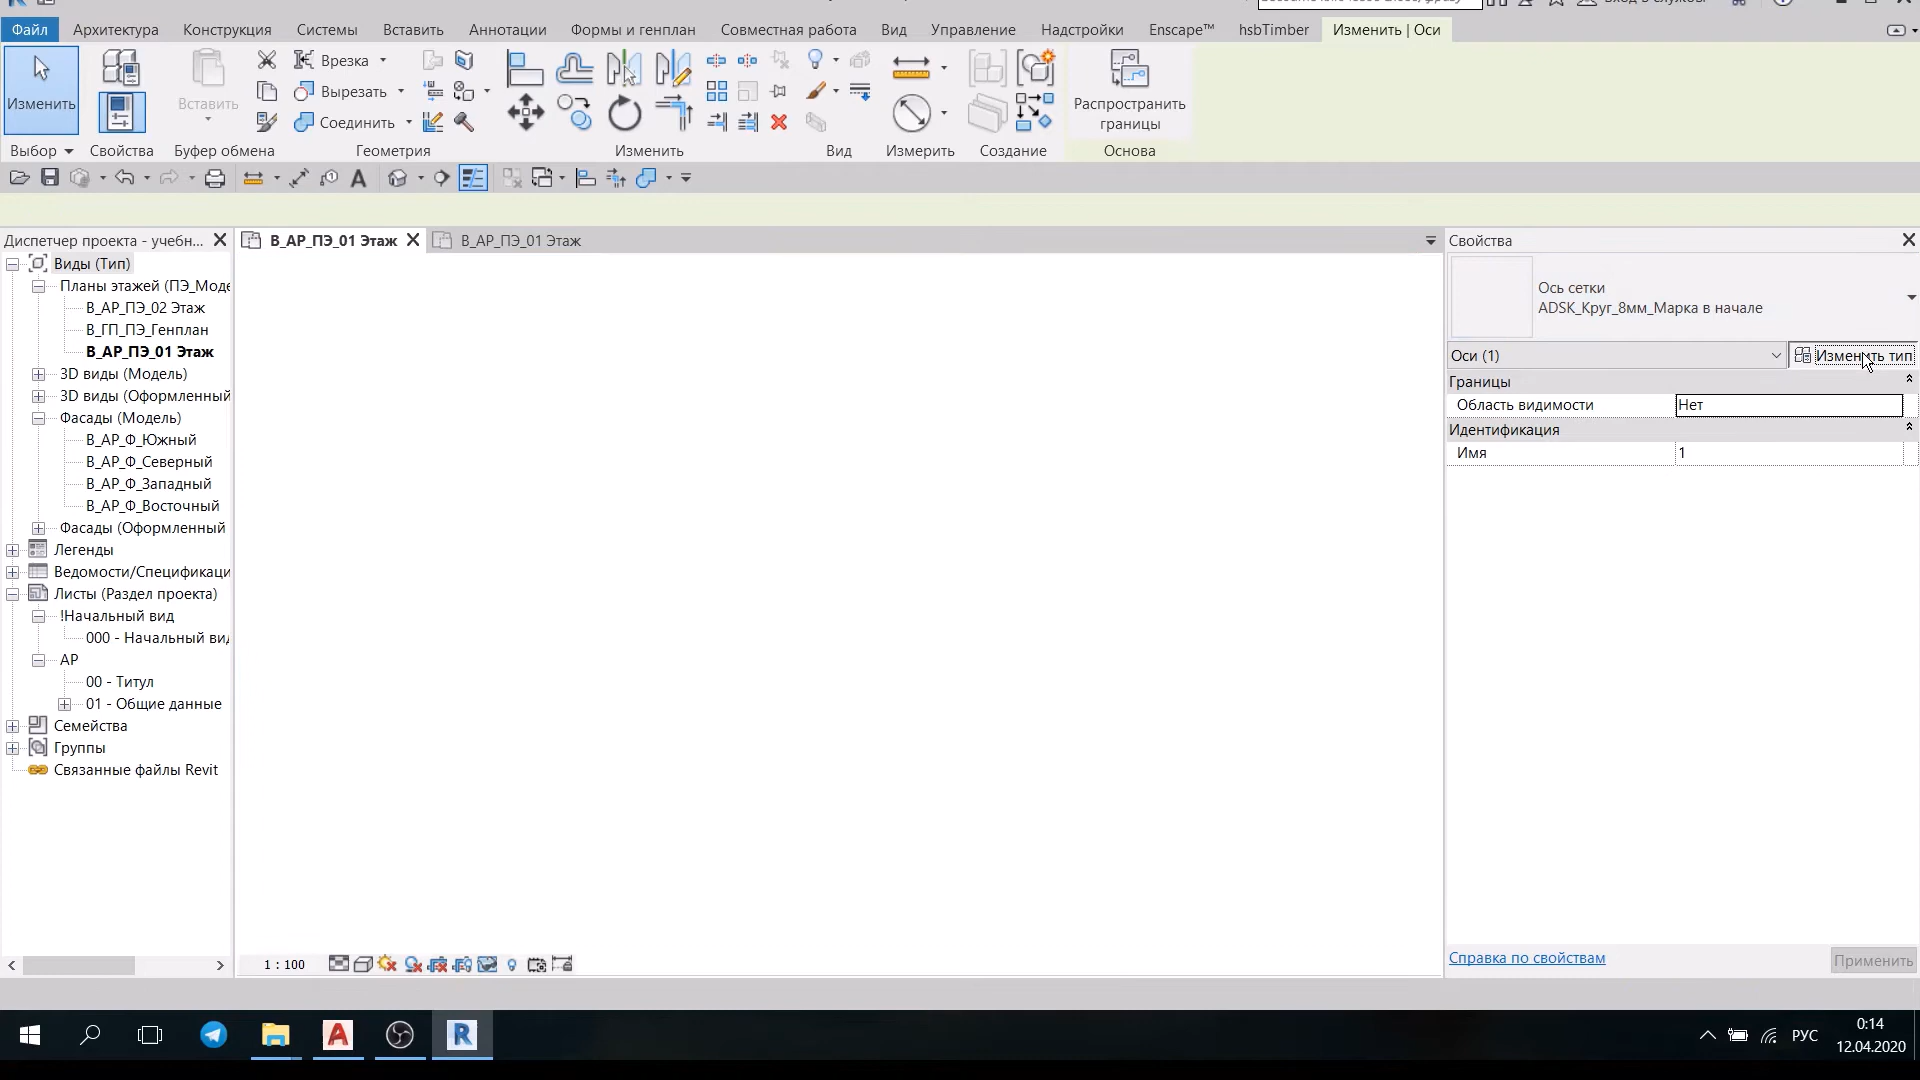 Файл Архитектура Конструкция Системы Вставить Аннотации Формы и генплан Совместная работа Вид Управление Надстройки Enscape™ hsbTimber Изменить | Оси
Изменить
Вставить
Врезка
Вырезать
Соединить
Распространить
границы
Выбор Свойства Буфер обмена Геометрия Изменить Вид Измерить Создание Основа
Диспетчер проекта - учебн...
В_АР_ПЭ_01 Этаж
В_АР_ПЭ_01 Этаж
Виды (Тип)
Планы этажей (ПЭ_Моде
В_АР_ПЭ_02 Этаж
В_ГП_ПЭ_Генплан
В_АР_ПЭ_01 Этаж
3D виды (Модель)
3D виды (Оформленный
Фасады (Модель)
В_АР_Ф_Южный
В_АР_Ф_Северный
В_АР_Ф_Западный
В_АР_Ф_Восточный
Фасады (Оформленный
Легенды
Ведомости/Спецификаци
Листы (Раздел проекта)
!Начальный вид
000 - Начальный вид
АР
00 - Титул
01 - Общие данные
Семейства
Группы
Связанные файлы Revit
1 : 100
Свойства
Ось сетки
ADSK_Круг_8мм_Марка в начале
Оси (1)
Изменить тип
Границы
Область видимости Нет
Идентификация
Имя 1
Справка по свойствам
Применить
РУС
0:14
12.04.2020